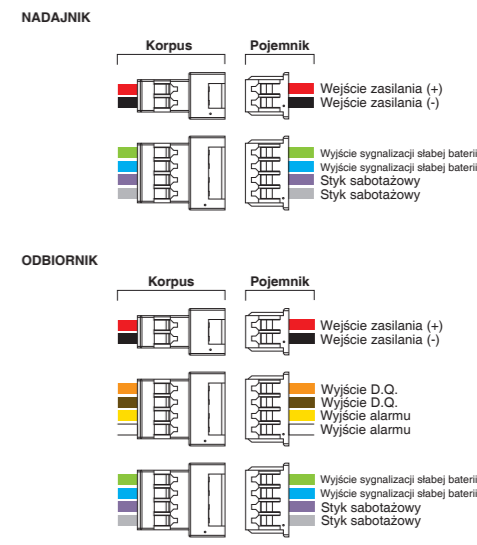 NADAJNIK
Korpus Pojemnik
Wejście zasilania (+)
Wejście zasilania (-)
Wyjście sygnalizacji słabej baterii
Wyjście sygnalizacji słabej baterii
Styk sabotażowy
Styk sabotażowy
ODBIORNIK
Korpus Pojemnik
Wejście zasilania (+)
Wejście zasilania (-)
Wyjście D.Q.
Wyjście D.Q.
Wyjście alarmu
Wyjście alarmu
Wyjście sygnalizacji słabej baterii
Wyjście sygnalizacji słabej baterii
Styk sabotażowy
Styk sabotażowy